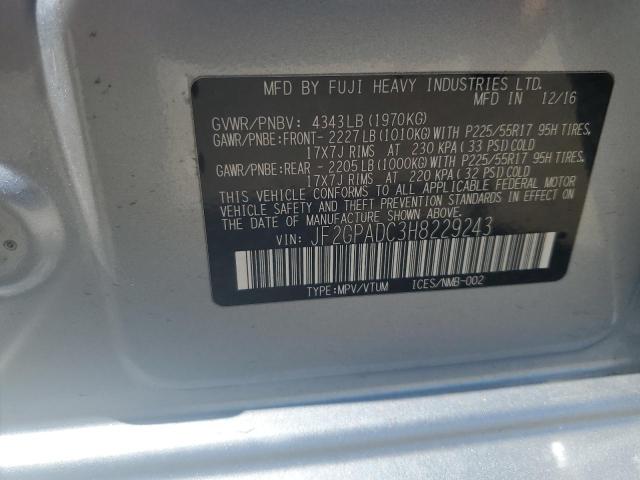 MFD BY FUJI HEAVY INDUSTRIES LTD.
MFD IN 12/16
GVWR/PNBV: 4343LB (1970KG)
GAWR/PNBE:FRONT- 2227LB(1010KG)WITH P225/55R17 95H TIRES,
17X7J RIMS AT 230 KPA (33 PSI)COLD
GAWR/PNBE:REAR - 2205LB(1000KG)WITH P225/55R17 95H TIRES,
17X7J RIMS AT 220 KPA (32 PSI)COLD
THIS VEHICLE CONFORMS TO ALL APPLICABLE FEDERAL MOTOR
VEHICLE SAFETY AND THEFT PREVENTION STANDARDS IN EFFECT ON
THE DATE OF MANUFACTURE SHOWN ABOVE.
VIN: JF2GPADC3H8229243
TYPE:MPV/VTUM ICES/NMB-002